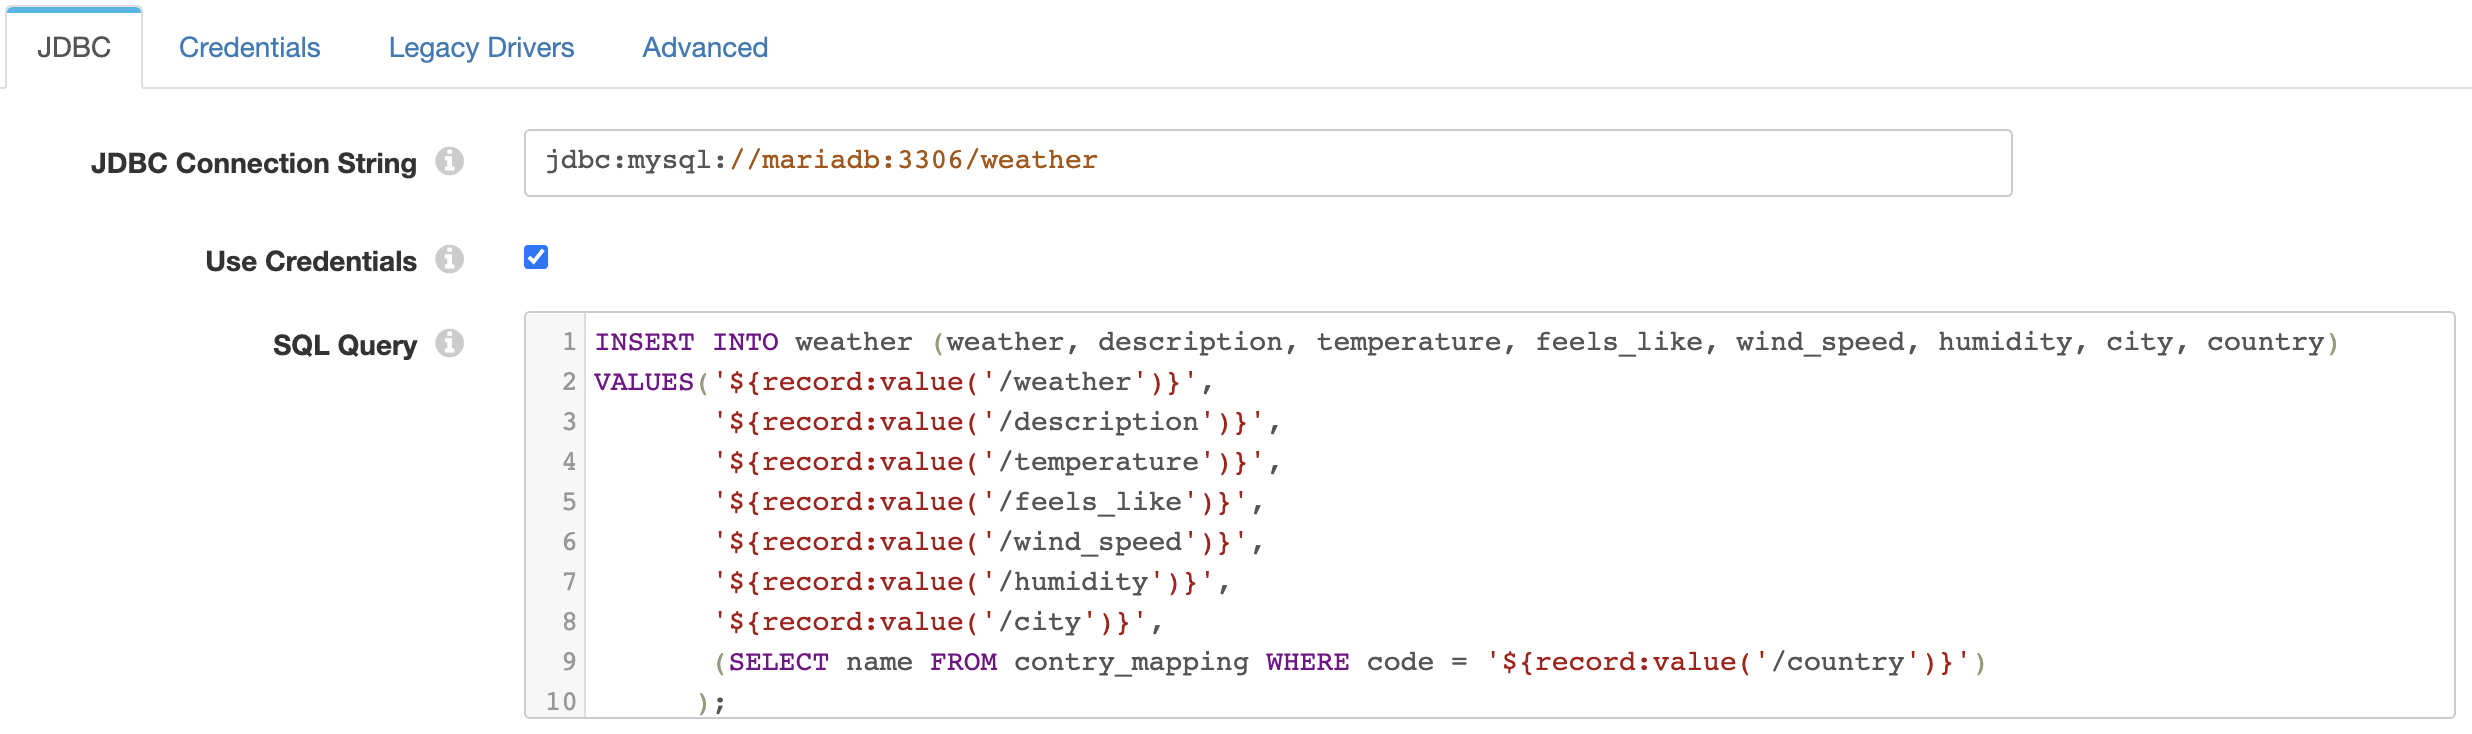 JDBC Credentials Legacy Drivers Advanced
JDBC Connection String jdbc:mysql://mariadb:3306/weather
Use Credentials
SQL Query
1 INSERT INTO weather (weather, description, temperature, feels_like, wind_speed, humidity, city, country)
2 VALUES('${record:value('/weather')}',
3 '${record:value('/description')}',
4 '${record:value('/temperature')}',
5 '${record:value('/feels_like')}',
6 '${record:value('/wind_speed')}',
7 '${record:value('/humidity')}',
8 '${record:value('/city')}',
9 (SELECT name FROM contry_mapping WHERE code = '${record:value('/country')}')
10 );